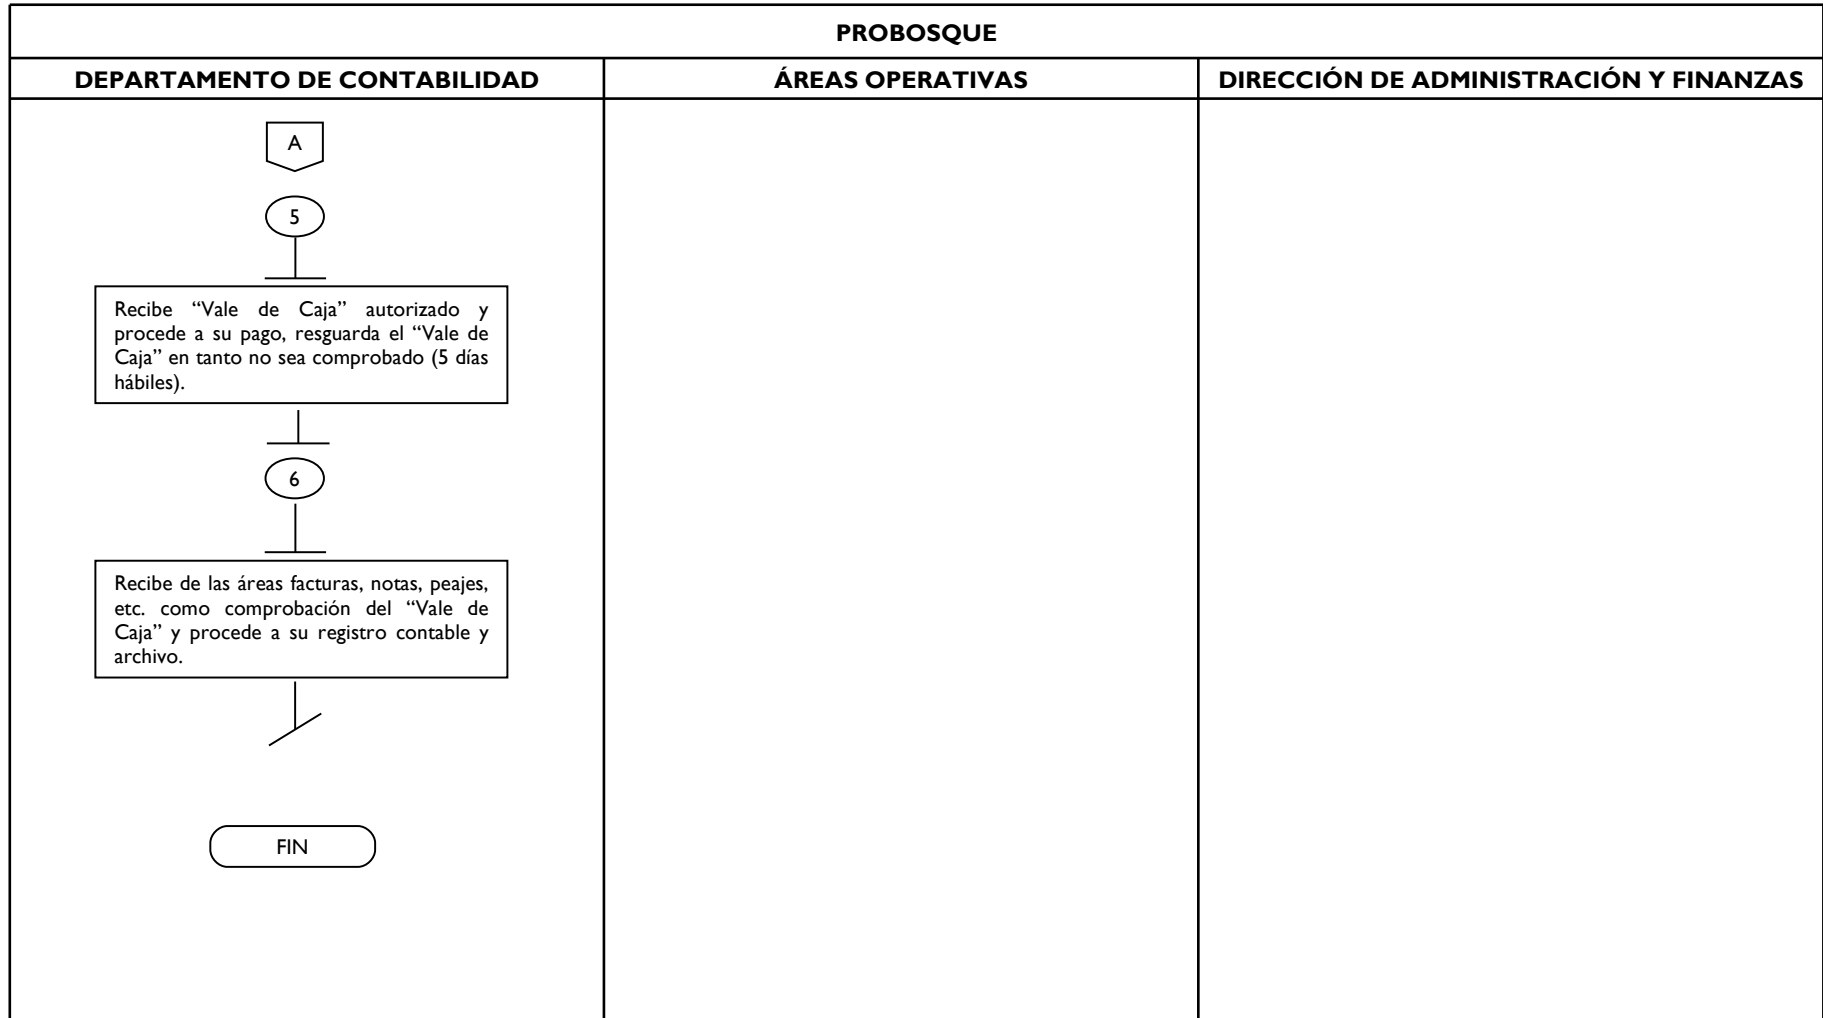 PROBOSQUE
DEPARTAMENTO DE CONTABILIDAD
ÁREAS OPERATIVAS
DIRECCIÓN DE ADMINISTRACIÓN Y FINANZAS
A
5
Recibe “Vale de Caja” autorizado y
procede a su pago, resguarda el “Vale de
Caja” en tanto no sea comprobado (5 días
hábiles).
6
Recibe de las áreas facturas, notas, peajes,
etc. como comprobación del “Vale de
Caja” y procede a su registro contable y
archivo.
FIN